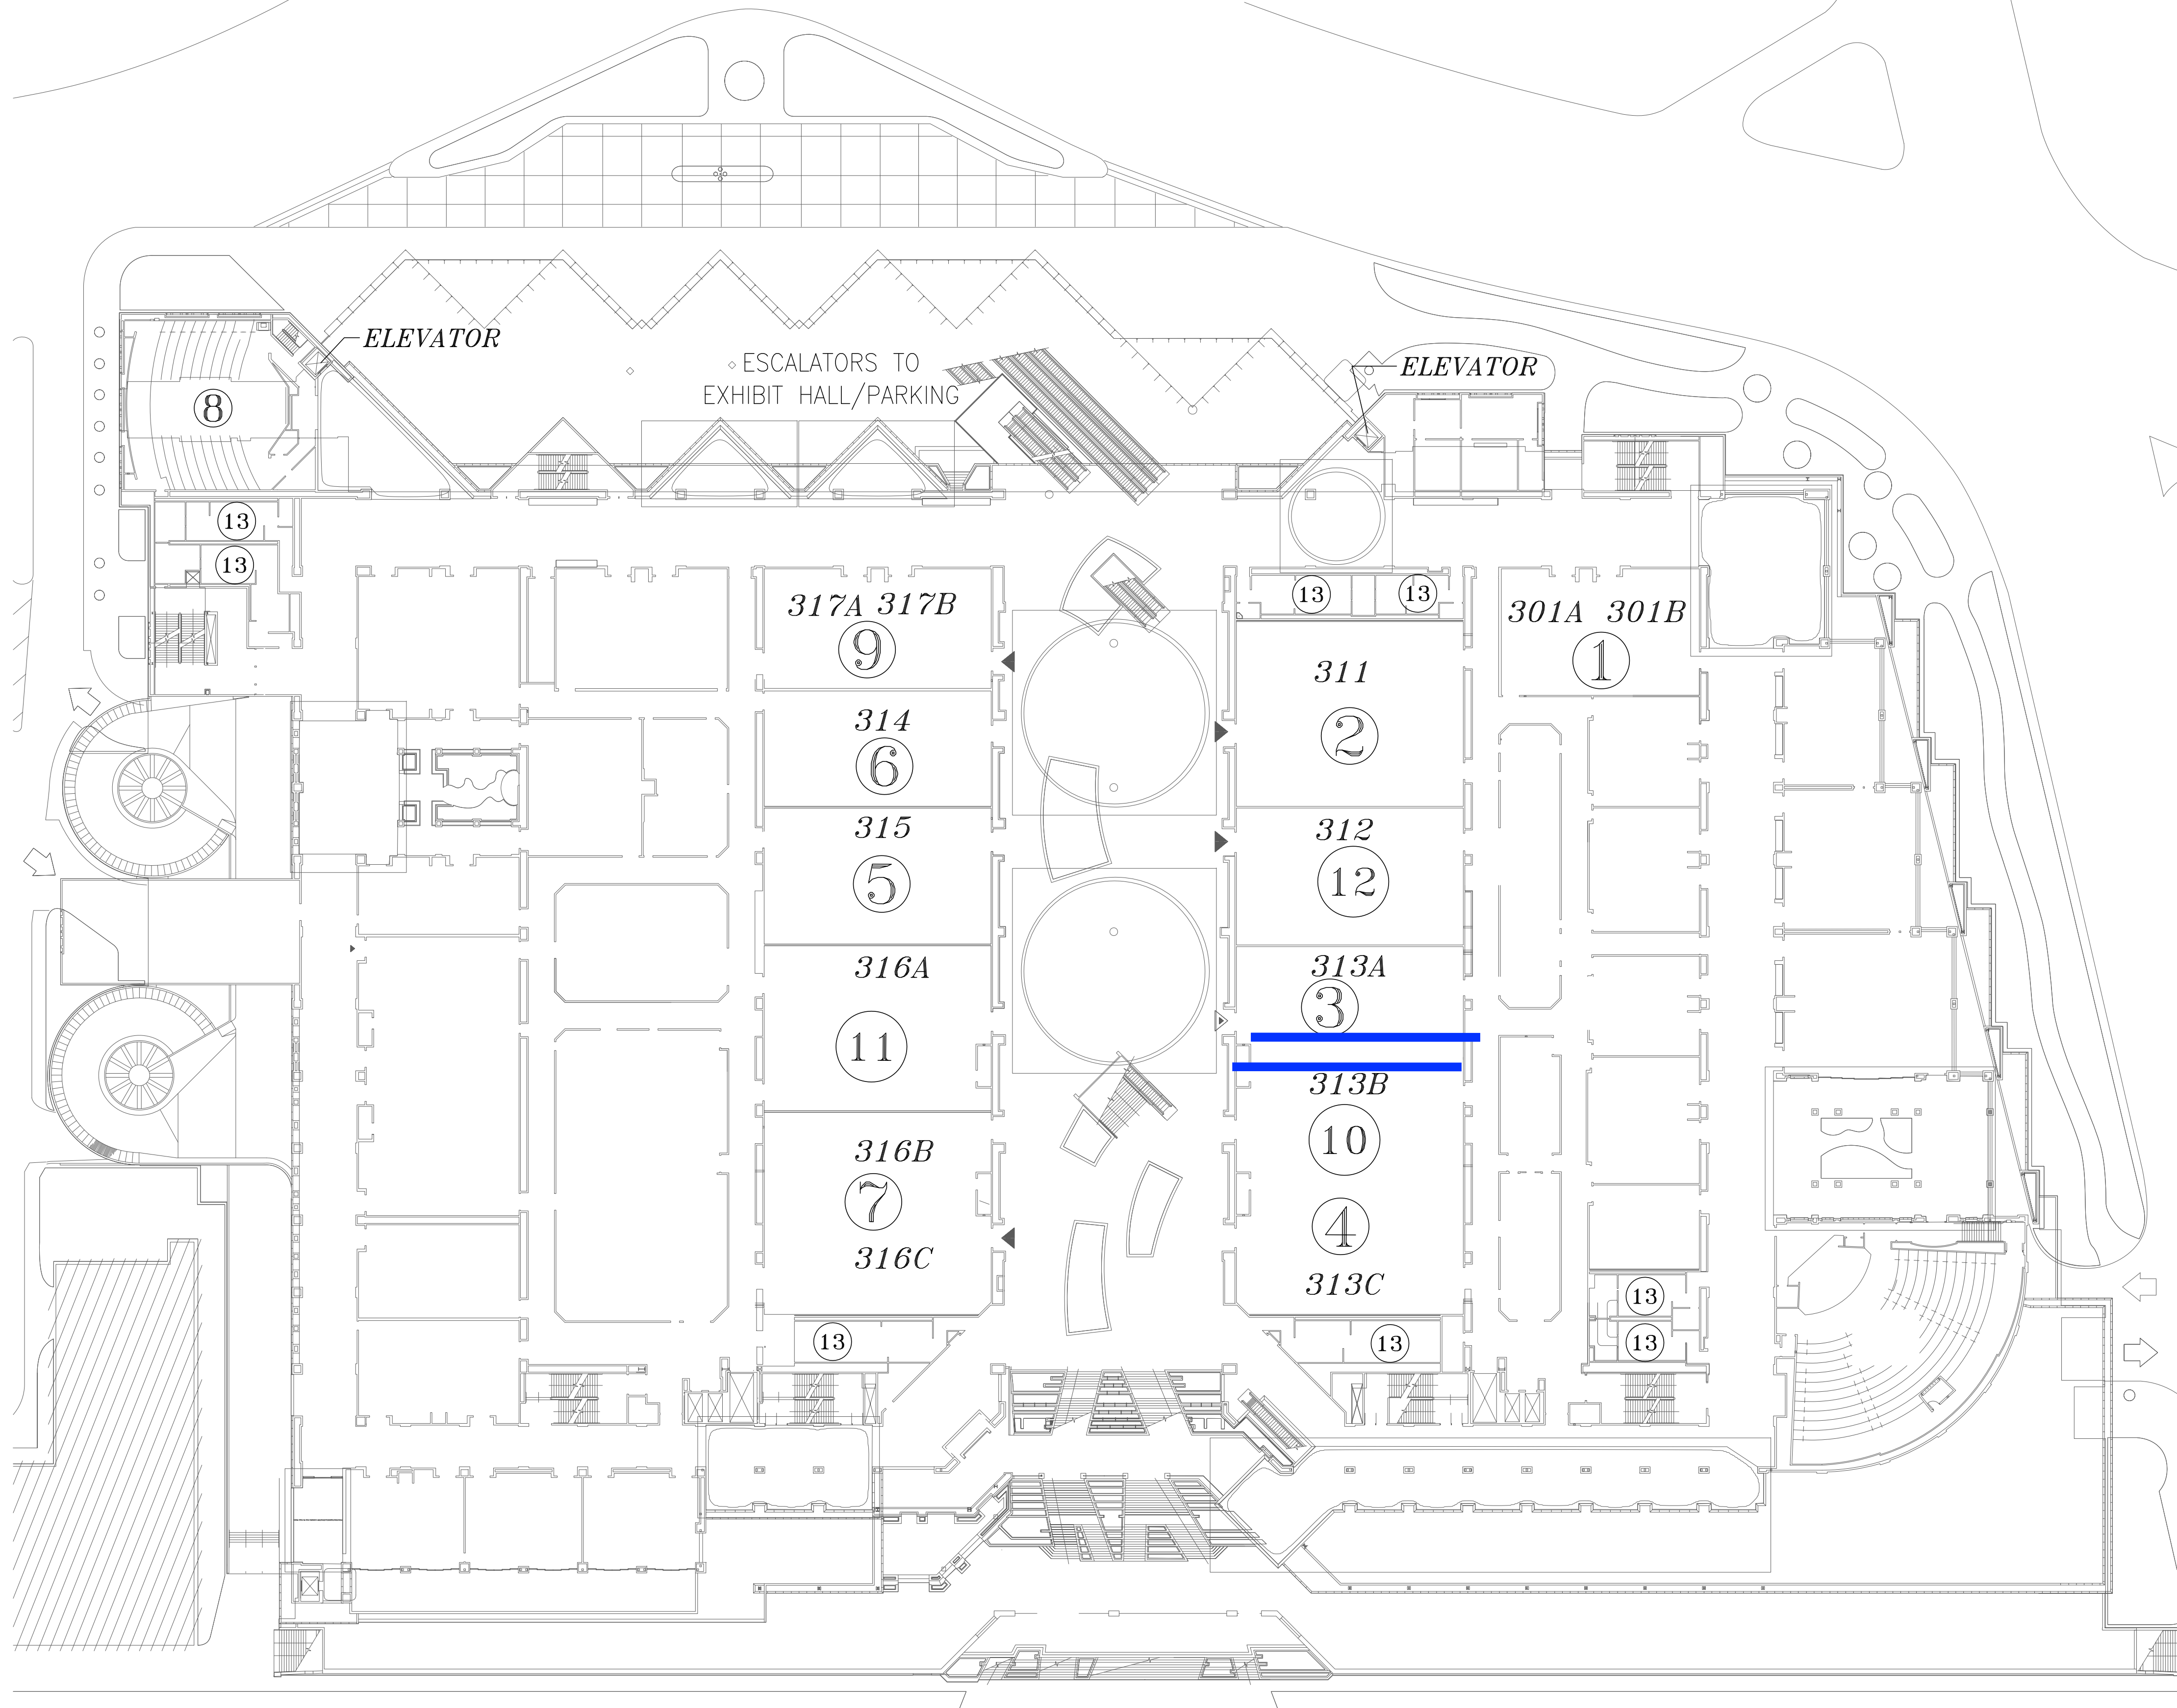 ELEVATOR
ESCALATORS TO
EXHIBIT HALL/PARKING
ELEVATOR
8
13
13
317A 317B
9
13
13
301A 301B
1
311
2
314
6
315
5
312
12
316A
11
313A
3
313B
10
316B
7
316C
4
313C
13
13
13
13